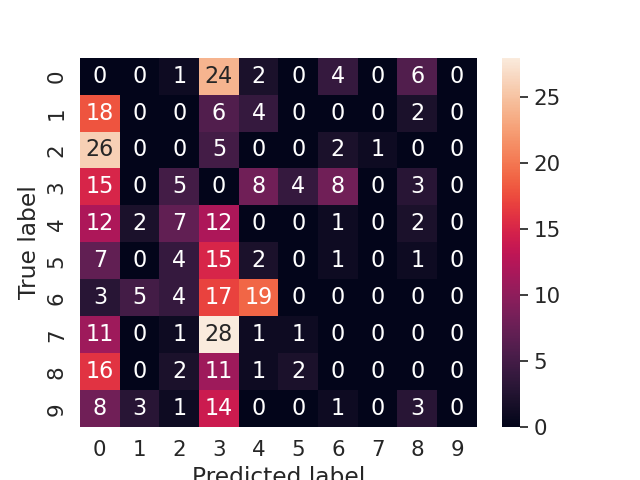 0 0 0 1 24 2 0 4 0 6 0
1 18 0 0 6 4 0 0 0 2 0
2 26 0 0 5 0 0 2 1 0 0
3 15 0 5 0 8 4 8 0 3 0
4 12 2 7 12 0 0 1 0 2 0
5 7 0 4 15 2 0 1 0 1 0
6 3 5 4 17 19 0 0 0 0 0
7 11 0 1 28 1 1 0 0 0 0
8 16 0 2 11 1 2 0 0 0 0
9 8 3 1 14 0 0 1 0 3 0
0 1 2 3 4 5 6 7 8 9
True label
Predicted label
25
20
15
10
5
0